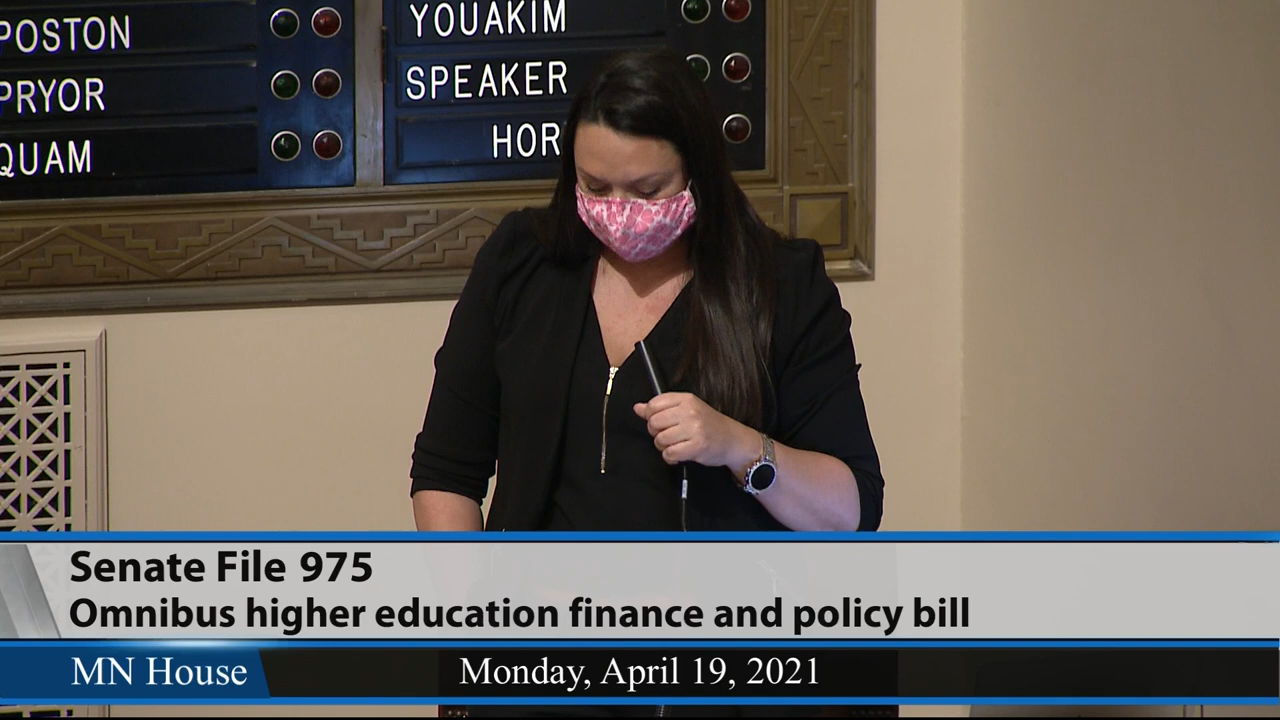 POSTON
PRYOR
QUAM
YOUAKIM
SPEAKER
HOR
Senate File 975
Omnibus higher education finance and policy bill
MN House
Monday, April 19, 2021